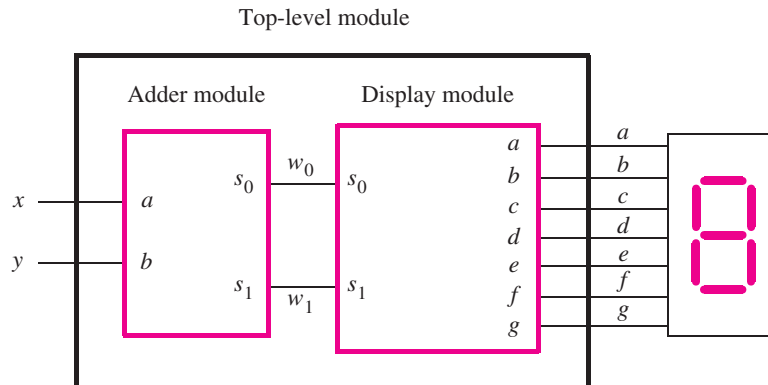 Top-level module
Adder module
Display module
x
y
a
b
s0
s1
w0
w1
s0
s1
a
b
c
d
e
f
g
a
b
c
d
e
f
g